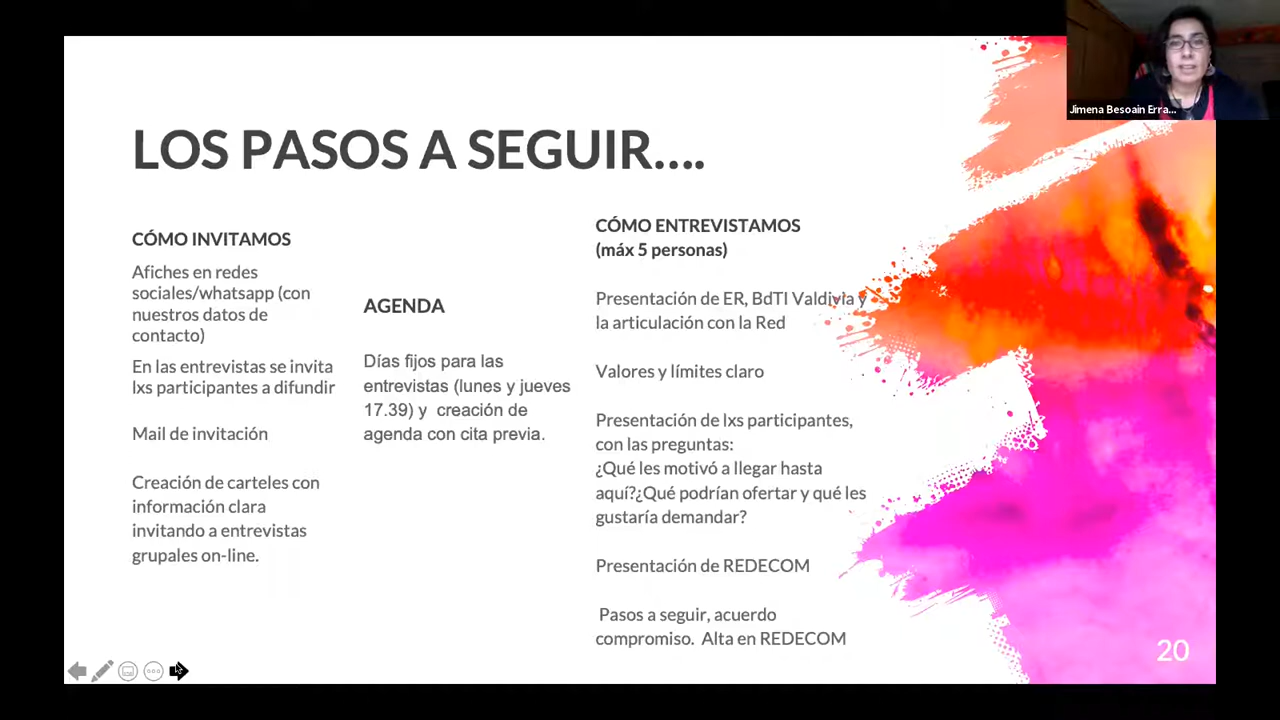 LOS PASOS A SEGUIR....
CÓMO INVITAMOS
Afiches en redes
sociales/whatsapp (con
nuestros datos de
contacto)
En las entrevistas se invita
lxs participantes a difundir
Mail de invitación
Creación de carteles con
información clara
invitando a entrevistas
grupales on-line.
AGENDA
Días fijos para las
entrevistas (lunes y jueves
17.39) y creación de
agenda con cita previa.
CÓMO ENTREVISTAMOS
(máx 5 personas)
Presentación de ER, BdTI Valdivia y
la articulación con la Red
Valores y límites claro
Presentación de lxs participantes,
con las preguntas:
¿Qué les motivó a llegar hasta
aquí?¿Qué podrían ofertar y qué les
gustaría demandar?
Presentación de REDECOM
Pasos a seguir, acuerdo
compromiso. Alta en REDECOM
20
Jimena Besoain Erra...